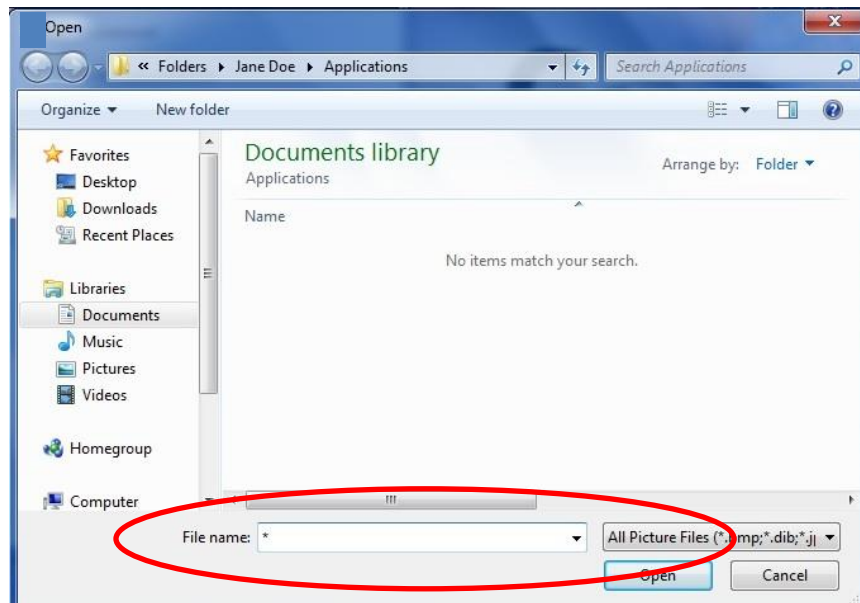 Open
« Folders Jane Doe Applications
Search Applications
Organize
New folder
Favorites
Desktop
Downloads
Recent Places
Libraries
Documents
Music
Pictures
Videos
Homegroup
Computer
Documents library
Applications
Arrange by: Folder
Name
No items match your search.
File name: *
All Picture Files (*.bmp;*.dib;*.j
Open
Cancel